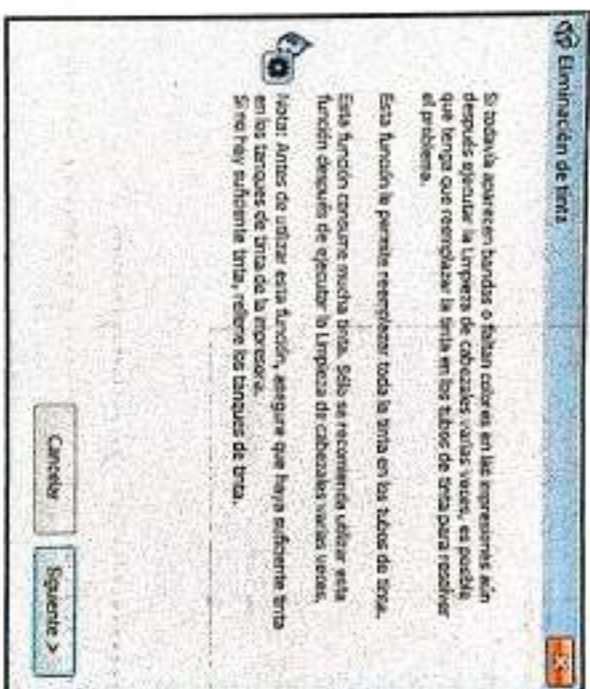 Eliminación de tinta
Si todavía aparecen bandas o faltan colores en las impresiones aún
después ejecutar la Limpieza de cabezales varias veces, es posible
que tenga que reemplazar la tinta en los tubos de tinta para resolver
el problema.
Esta función le permite reemplazar toda la tinta en los tubos de tinta.
Esta función consume mucha tinta. Sólo se recomienda utilizar esta
función después de ejecutar la Limpieza de cabezales varias veces.
Nota: Antes de utilizar esta función, asegure que haya suficiente tinta
en los tanques de tinta de la impresora.
Si no hay suficiente tinta, rellene los tanques de tinta.
Cancelar
Siguiente >